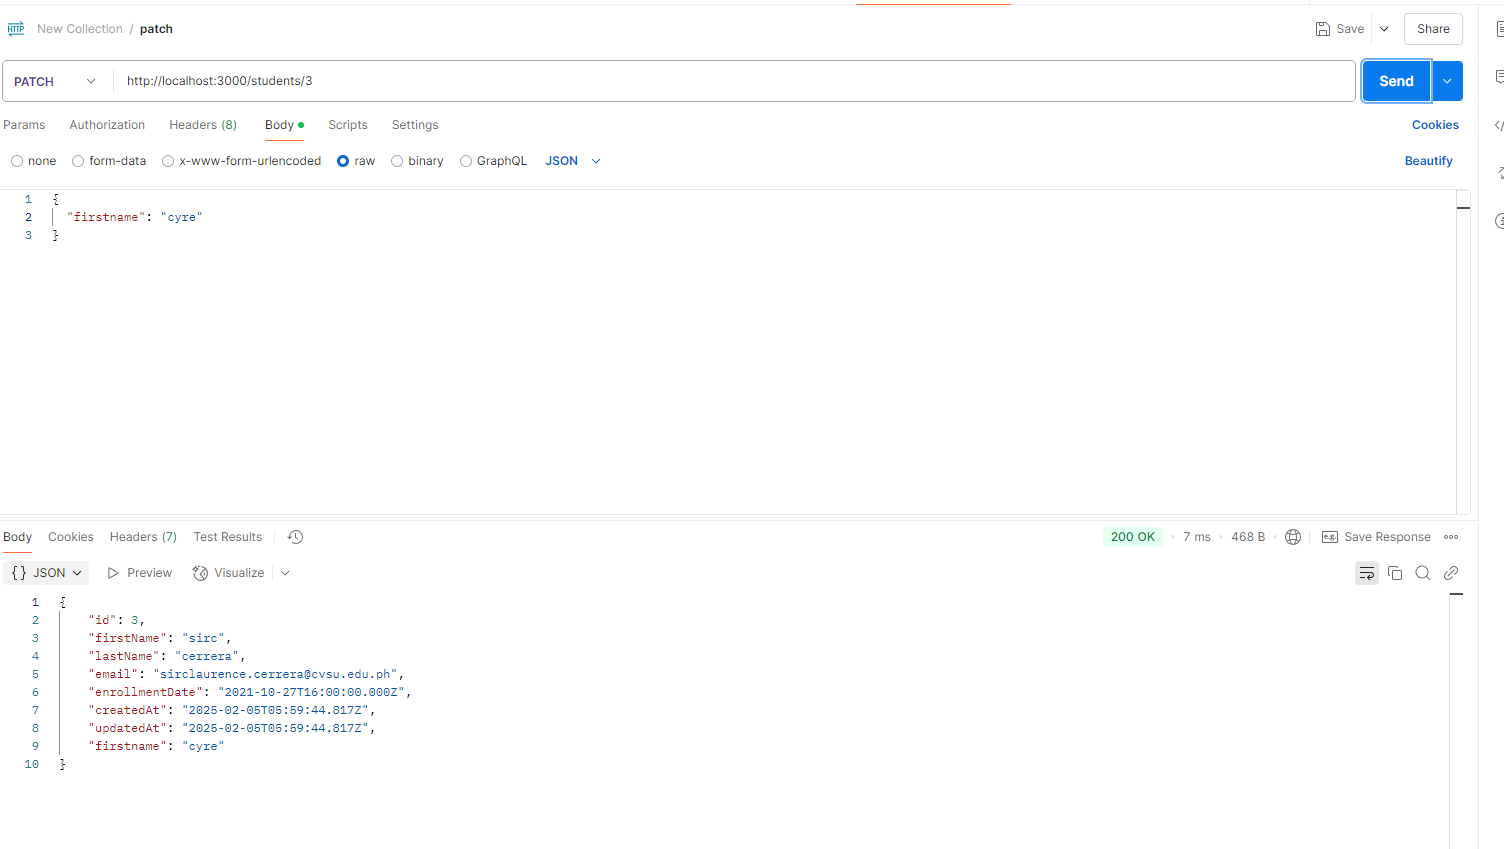 HTTP New Collection / patch Save Share
PATCH http://localhost:3000/students/3 Send
Params Authorization Headers (8) Body Scripts Settings Cookies
none form-data x-www-form-urlencoded raw binary GraphQL JSON Beautify
1 {
2 "firstname": "cyre"
3 }
Body Cookies Headers (7) Test Results 200 OK • 7 ms • 468 B • e.g. Save Response
{} JSON Preview Visualize
1 {
2 "id": 3,
3 "firstName": "sirc",
4 "lastName": "cerrera",
5 "email": "sirclaurence.cerrera@cvsu.edu.ph",
6 "enrollmentDate": "2021-10-27T16:00:00.000Z",
7 "createdAt": "2025-02-05T05:59:44.817Z",
8 "updatedAt": "2025-02-05T05:59:44.817Z",
9 "firstname": "cyre"
10 }